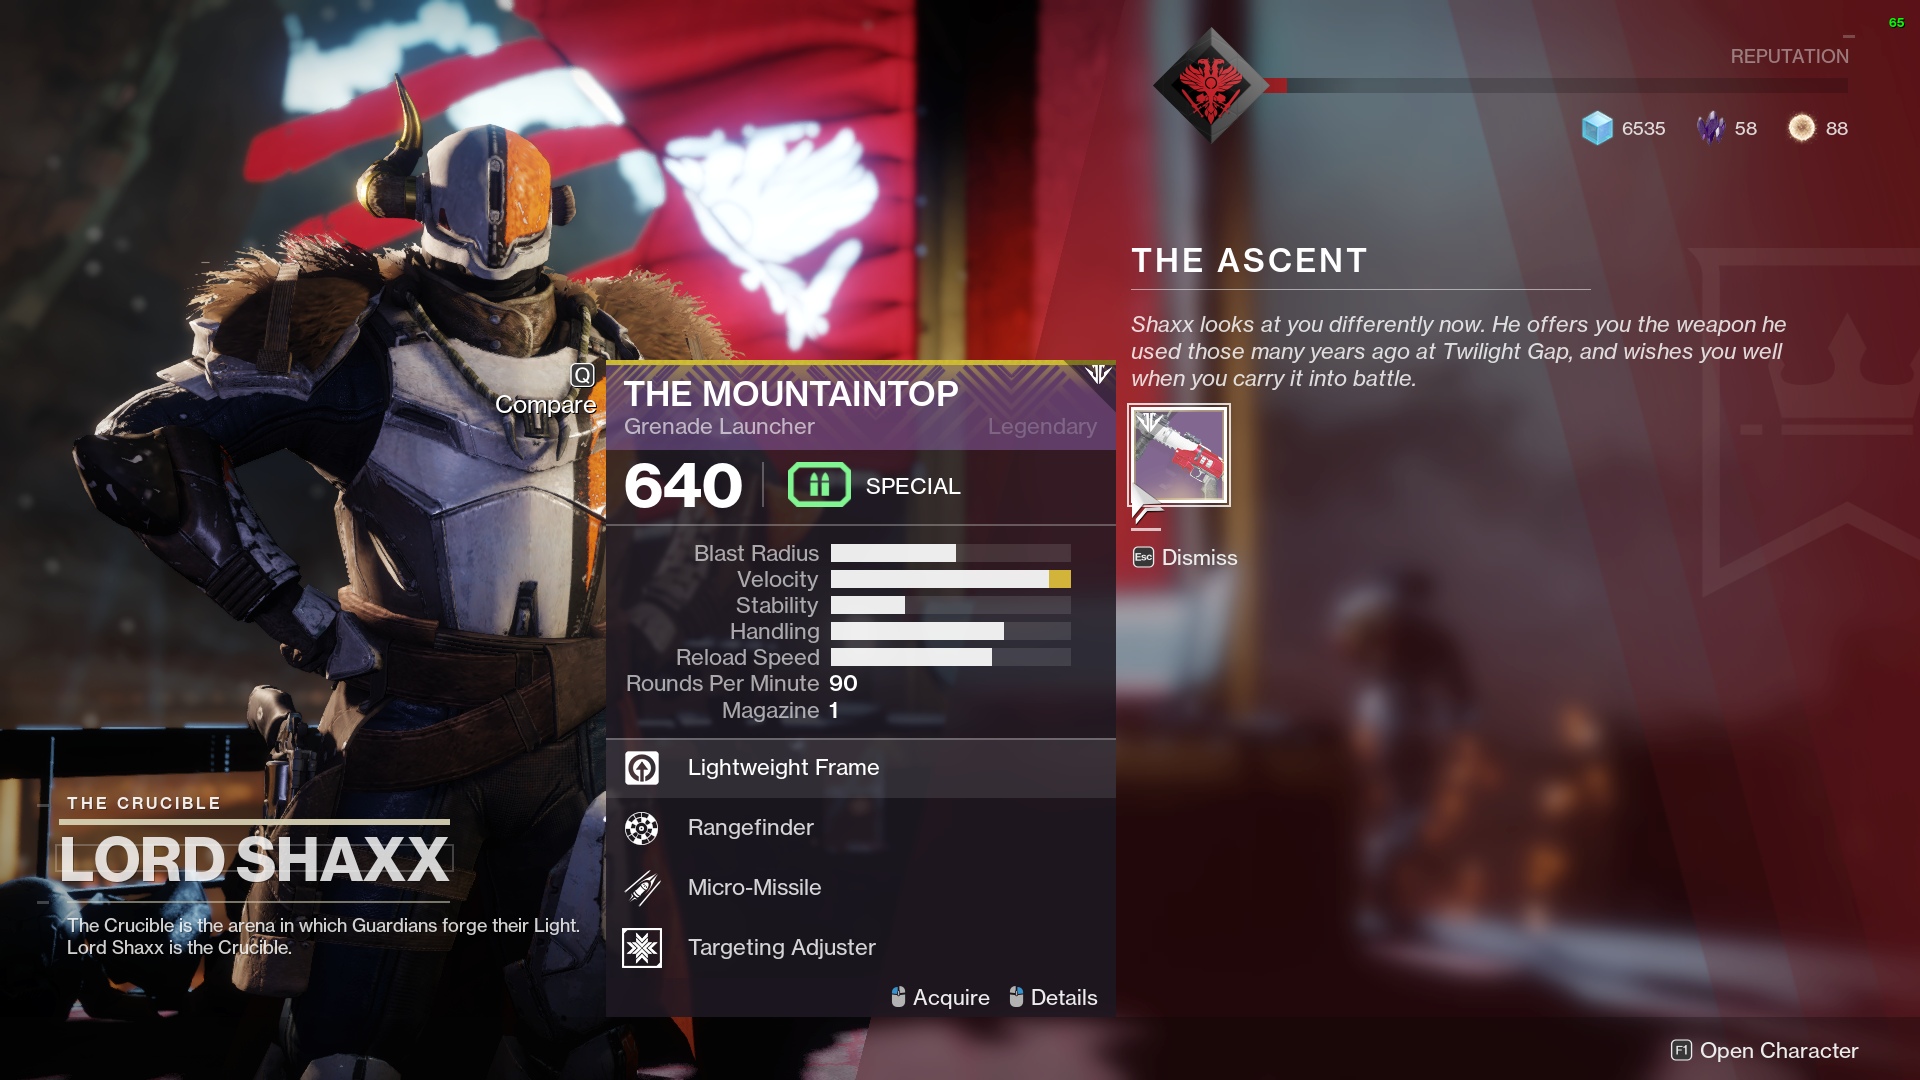 65
REPUTATION
6535 58 88
THE ASCENT
Shaxx looks at you differently now. He offers you the weapon he
used those many years ago at Twilight Gap, and wishes you well
when you carry it into battle.
Esc Dismiss
Q
Compare
THE MOUNTAINTOP
Grenade Launcher Legendary
640 SPECIAL
Blast Radius
Velocity
Stability
Handling
Reload Speed
Rounds Per Minute 90
Magazine 1
Lightweight Frame
Rangefinder
Micro-Missile
Targeting Adjuster
Acquire Details
THE CRUCIBLE
LORD SHAXX
The Crucible is the arena in which Guardians forge their Light.
Lord Shaxx is the Crucible.
F1 Open Character